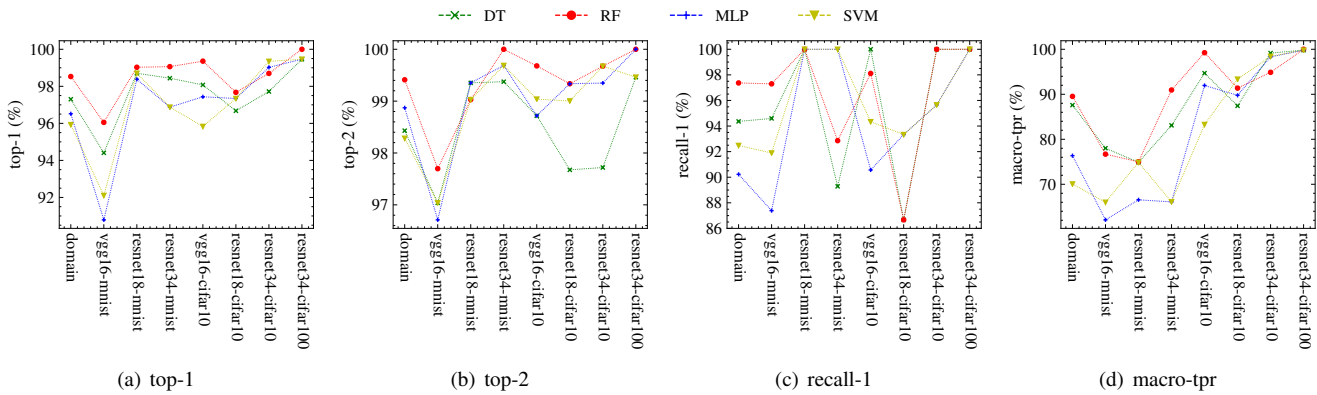 DT RF MLP SVM
100
98
96
94
92
top-1 (%)
domain
vgg16-mnist
resnet18-mnist
resnet34-mnist
vgg16-cifar10
resnet18-cifar10
resnet34-cifar10
resnet34-cifar100
(a) top-1
100
99
98
97
top-2 (%)
domain
vgg16-mnist
resnet18-mnist
resnet34-mnist
vgg16-cifar10
resnet18-cifar10
resnet34-cifar10
resnet34-cifar100
(b) top-2
100
98
96
94
92
90
88
86
recall-1 (%)
domain
vgg16-mnist
resnet18-mnist
resnet34-mnist
vgg16-cifar10
resnet18-cifar10
resnet34-cifar10
resnet34-cifar100
(c) recall-1
100
90
80
70
macro-tpr (%)
domain
vgg16-mnist
resnet18-mnist
resnet34-mnist
vgg16-cifar10
resnet18-cifar10
resnet34-cifar10
resnet34-cifar100
(d) macro-tpr